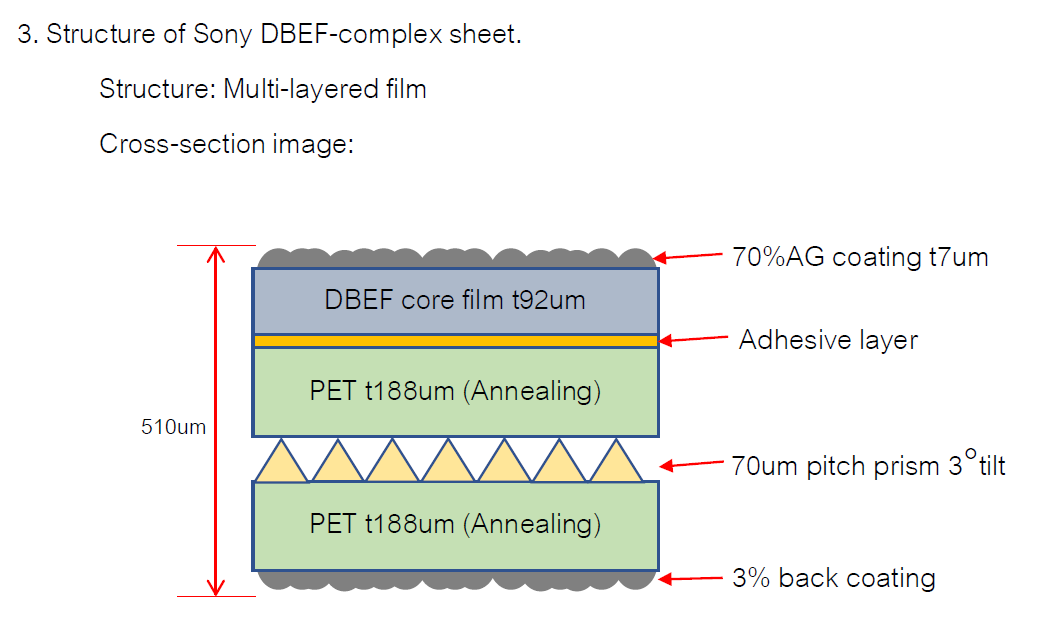 3. Structure of Sony DBEF-complex sheet.
Structure: Multi-layered film
Cross-section image:
70%AG coating t7um
DBEF core film t92um
Adhesive layer
PET t188um (Annealing)
510um
70um pitch prism 3°tilt
PET t188um (Annealing)
3% back coating